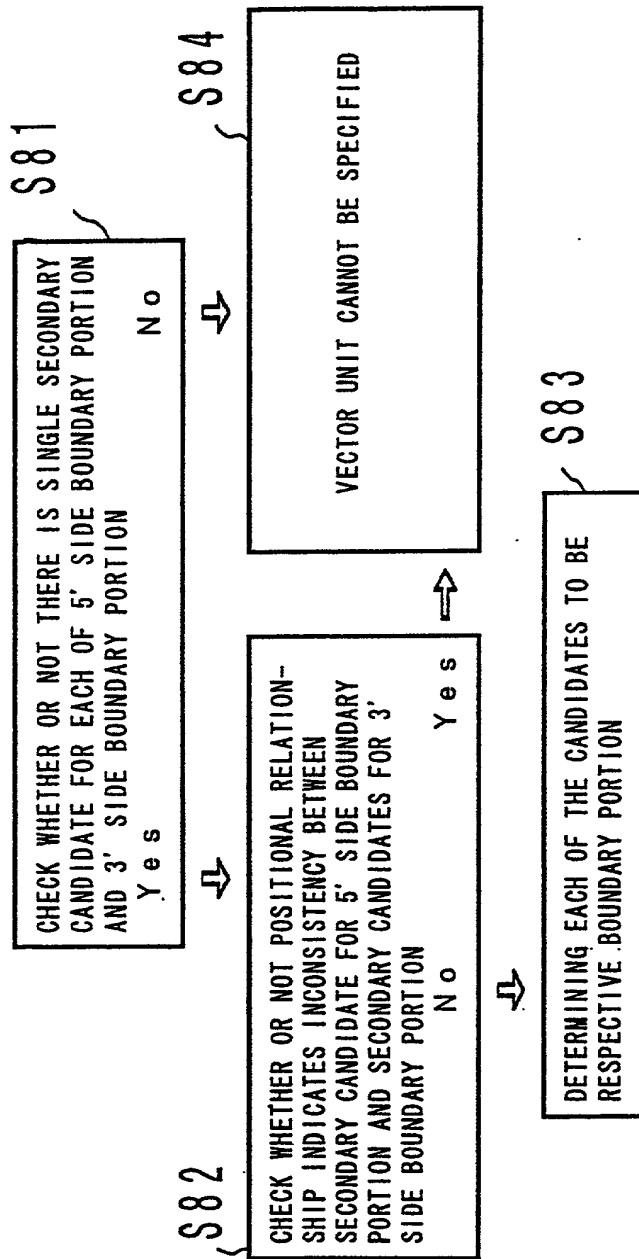 S81
CHECK WHETHER OR NOT THERE IS SINGLE SECONDARY
CANDIDATE FOR EACH OF 5' SIDE BOUNDARY PORTION
AND 3' SIDE BOUNDARY PORTION
Yes No
S82
CHECK WHETHER OR NOT POSITIONAL RELATION-
SHIP INDICATES INCONSISTENCY BETWEEN
SECONDARY CANDIDATE FOR 5' SIDE BOUNDARY
PORTION AND SECONDARY CANDIDATES FOR 3'
SIDE BOUNDARY PORTION
No Yes
S84
VECTOR UNIT CANNOT BE SPECIFIED
S83
DETERMINING EACH OF THE CANDIDATES TO BE
RESPECTIVE BOUNDARY PORTION